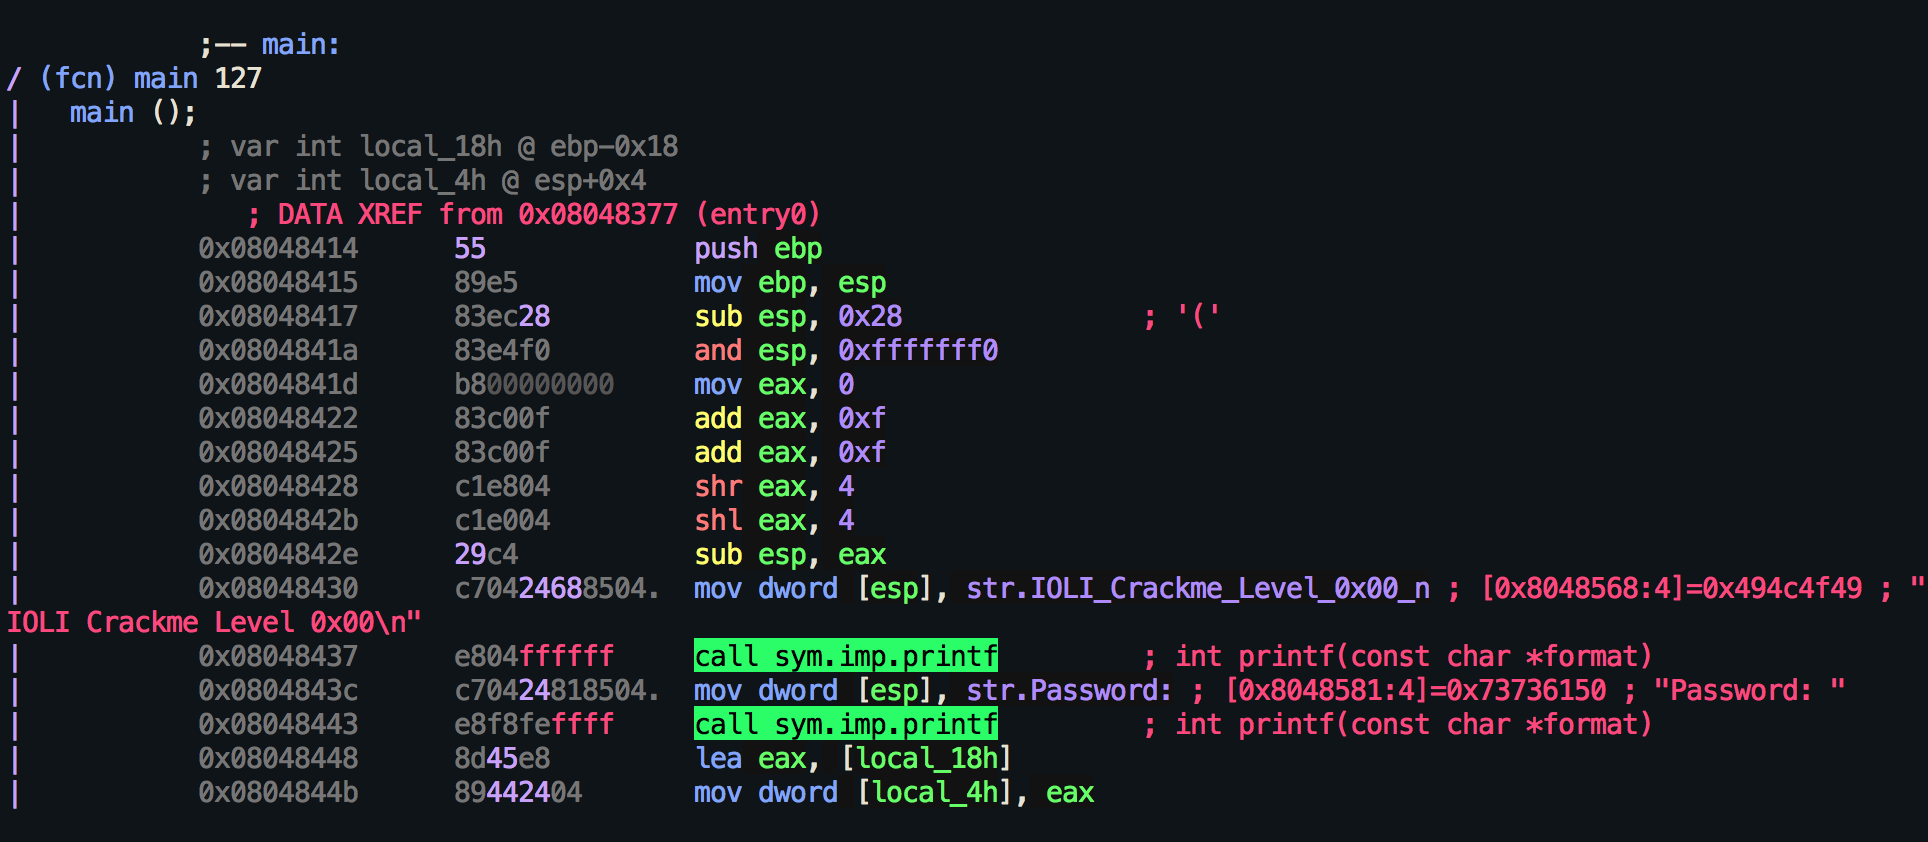 ;-- main:
/ (fcn) main 127
|   main ();
|           ; var int local_18h @ ebp-0x18
|           ; var int local_4h @ esp+0x4
|              ; DATA XREF from 0x08048377 (entry0)
|           0x08048414      55             push ebp
|           0x08048415      89e5           mov ebp, esp
|           0x08048417      83ec28         sub esp, 0x28               ; '('
|           0x0804841a      83e4f0         and esp, 0xfffffff0
|           0x0804841d      b800000000     mov eax, 0
|           0x08048422      83c00f         add eax, 0xf
|           0x08048425      83c00f         add eax, 0xf
|           0x08048428      c1e804         shr eax, 4
|           0x0804842b      c1e004         shl eax, 4
|           0x0804842e      29c4           sub esp, eax
|           0x08048430      c70424688504.  mov dword [esp], str.IOLI_Crackme_Level_0x00_n ; [0x8048568:4]=0x494c4f49 ; "
IOLI Crackme Level 0x00\n"
|           0x08048437      e804ffffff     call sym.imp.printf         ; int printf(const char *format)
|           0x0804843c      c70424818504.  mov dword [esp], str.Password: ; [0x8048581:4]=0x73736150 ; "Password: "
|           0x08048443      e8f8feffff     call sym.imp.printf         ; int printf(const char *format)
|           0x08048448      8d45e8         lea eax, [local_18h]
|           0x0804844b      89442404       mov dword [local_4h], eax